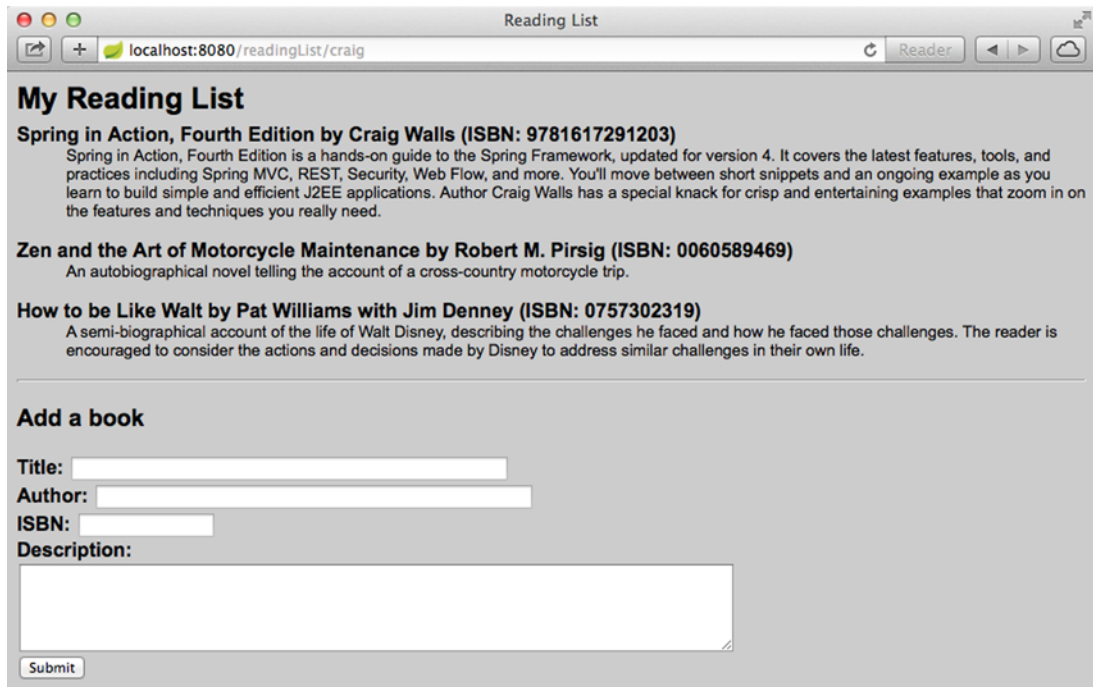 Reading List
localhost:8080/readingList/craig
Reader
My Reading List
Spring in Action, Fourth Edition by Craig Walls (ISBN: 9781617291203)
Spring in Action, Fourth Edition is a hands-on guide to the Spring Framework, updated for version 4. It covers the latest features, tools, and
practices including Spring MVC, REST, Security, Web Flow, and more. You'll move between short snippets and an ongoing example as you
learn to build simple and efficient J2EE applications. Author Craig Walls has a special knack for crisp and entertaining examples that zoom in on
the features and techniques you really need.
Zen and the Art of Motorcycle Maintenance by Robert M. Pirsig (ISBN: 0060589469)
An autobiographical novel telling the account of a cross-country motorcycle trip.
How to be Like Walt by Pat Williams with Jim Denney (ISBN: 0757302319)
A semi-biographical account of the life of Walt Disney, describing the challenges he faced and how he faced those challenges. The reader is
encouraged to consider the actions and decisions made by Disney to address similar challenges in their own life.
Add a book
Title:
Author:
ISBN:
Description:
Submit